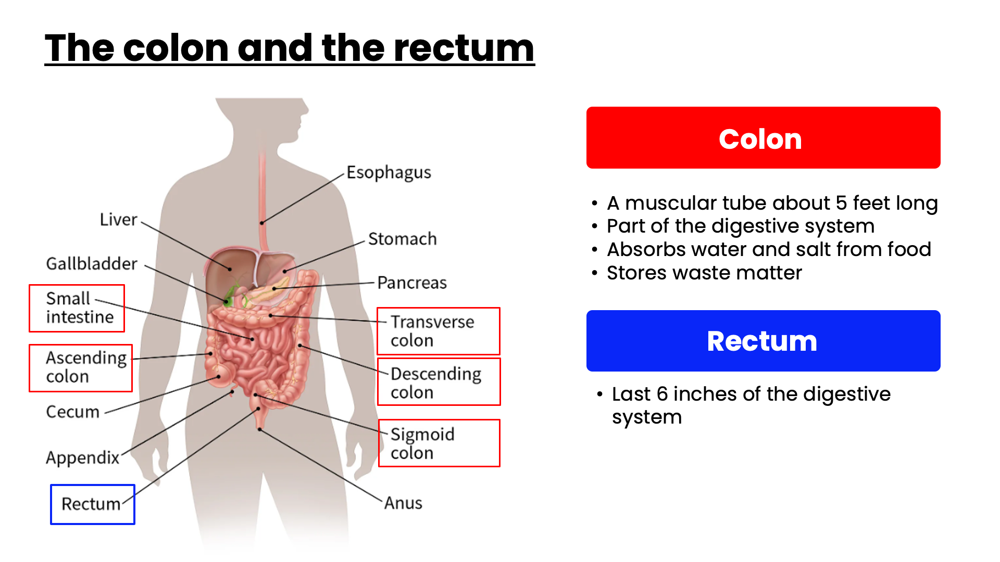 The colon and the rectum
Esophagus
Liver
Stomach
Gallbladder
Pancreas
Small
intestine
Transverse
colon
Ascending
colon
Descending
colon
Cecum
Sigmoid
colon
Appendix
Rectum
Anus
Colon
• A muscular tube about 5 feet long
• Part of the digestive system
• Absorbs water and salt from food
• Stores waste matter
Rectum
• Last 6 inches of the digestive
system